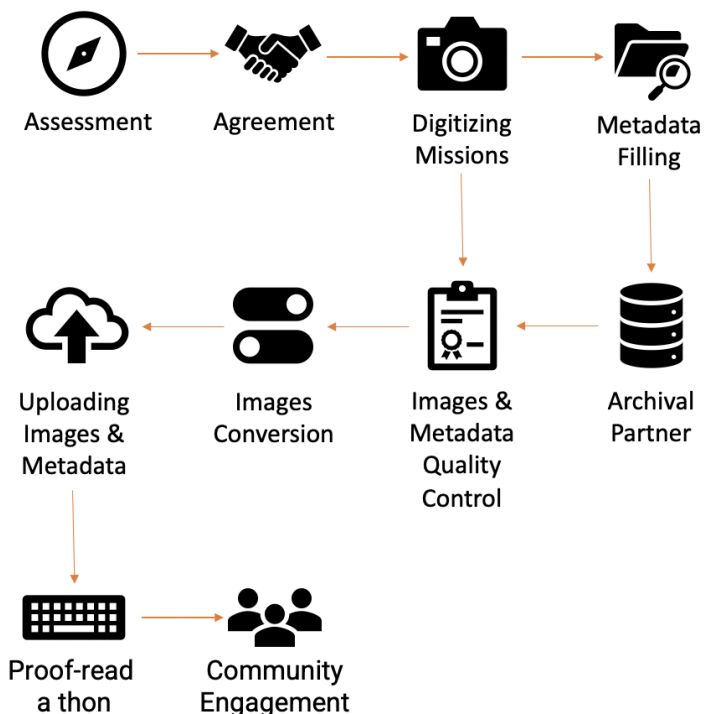 Assessment
Agreement
Digitizing
Missions
Metadata
Filling
Uploading
Images &
Metadata
Images
Conversion
Images &
Metadata
Quality
Control
Archival
Partner
Proof-read
a thon
Community
Engagement